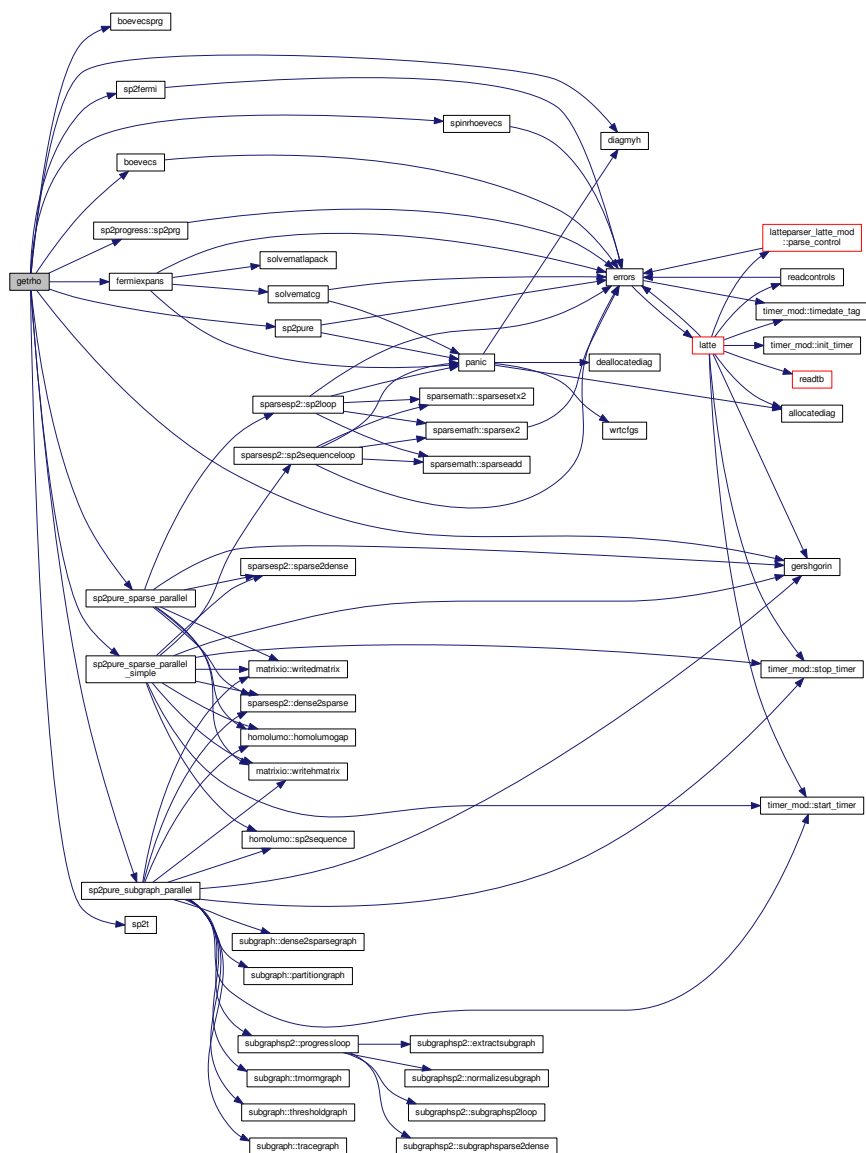 boevecsprg
sp2fermi
spinrhoevecs
diagmyh
boevecs
sp2progress::sp2prg
latteparser_latte_mod
::parse_control
solvematlapack
getrho
fermiexpans
errors
readcontrols
solvematcg
timer_mod::timedate_tag
sp2pure
latte
timer_mod::init_timer
panic
deallocatediag
readtb
sparsesp2::sp2loop
sparsemath::sparsesetx2
allocatediag
sparsemath::sparsex2
wrtcfgs
sparsesp2::sp2sequenceloop
sparsemath::sparseadd
sparsesp2::sparse2dense
gershgorin
sp2pure_sparse_parallel
sp2pure_sparse_parallel
_simple
matrixio::writedmatrix
timer_mod::stop_timer
sparsesp2::dense2sparse
homolumo::homolumogap
matrixio::writehmatrix
timer_mod::start_timer
homolumo::sp2sequence
sp2pure_subgraph_parallel
sp2t
subgraph::dense2sparsegraph
subgraph::partitiongraph
subgraphsp2::progressloop
subgraphsp2::extractsubgraph
subgraph::trnormgraph
subgraphsp2::normalizesubgraph
subgraph::thresholdgraph
subgraphsp2::subgraphsp2loop
subgraph::tracegraph
subgraphsp2::subgraphsparse2dense